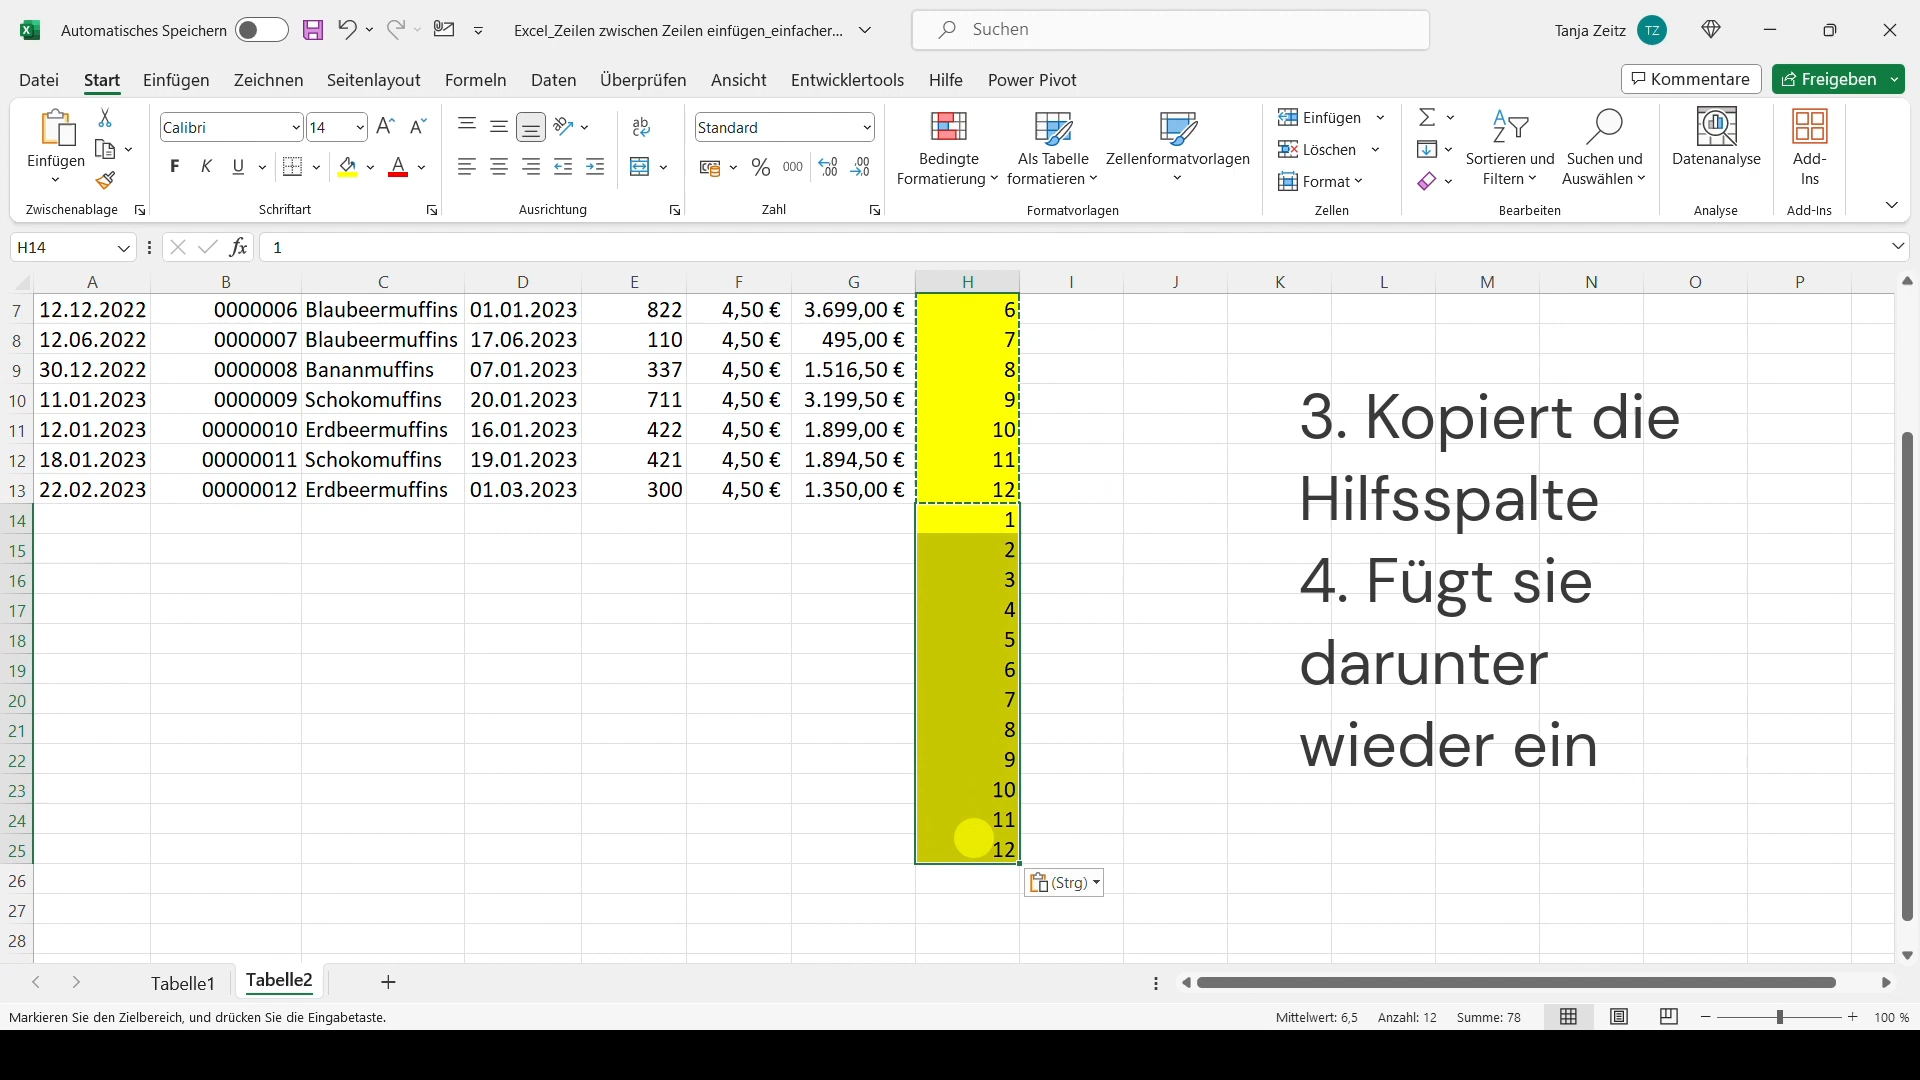 Automatisches Speichern
Excel_Zeilen zwischen Zeilen einfügen_einfacher...
Suchen
Tanja Zeitz
TZ
Datei Start Einfügen Zeichnen Seitenlayout Formeln Daten Überprüfen Ansicht Entwicklertools Hilfe Power Pivot
Kommentare
Freigeben
Einfügen
Calibri
14
F K U
Standard
% 000
Bedingte Formatierung
Als Tabelle formatieren
Zellenformatvorlagen
Einfügen
Löschen
Format
Sortieren und Filtern
Suchen und Auswählen
Datenanalyse
Add-Ins
Zwischenablage Schriftart Ausrichtung Zahl Formatvorlagen Zellen Bearbeiten Analyse Add-Ins
H14
fx
1
A B C D E F G H I J K L M N O P
7 12.12.2022 0000006 Blaubeermuffins 01.01.2023 822 4,50 € 3.699,00 € 6
8 12.06.2022 0000007 Blaubeermuffins 17.06.2023 110 4,50 € 495,00 € 7
9 30.12.2022 0000008 Bananmuffins 07.01.2023 337 4,50 € 1.516,50 € 8
10 11.01.2023 0000009 Schokomuffins 20.01.2023 711 4,50 € 3.199,50 € 9
11 12.01.2023 00000010 Erdbeermuffins 16.01.2023 422 4,50 € 1.899,00 € 10
12 18.01.2023 00000011 Schokomuffins 19.01.2023 421 4,50 € 1.894,50 € 11
13 22.02.2023 00000012 Erdbeermuffins 01.03.2023 300 4,50 € 1.350,00 € 12
14 1
15 2
16 3
17 4
18 5
19 6
20 7
21 8
22 9
23 10
24 11
25 12
26
27
28
(Strg)
3. Kopiert die
Hilfsspalte
4. Fügt sie
darunter
wieder ein
Tabelle1 Tabelle2
Markieren Sie den Zielbereich, und drücken Sie die Eingabetaste.
Mittelwert: 6,5 Anzahl: 12 Summe: 78
100 %